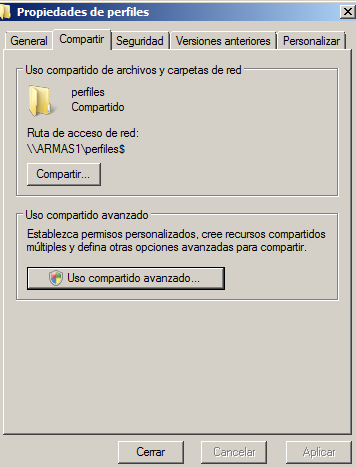 Propiedades de perfiles
General
Compartir
Seguridad
Versiones anteriores
Personalizar
Uso compartido de archivos y carpetas de red
perfiles
Compartido
Ruta de acceso de red:
\\ARMAS1\perfiles$
Compartir...
Uso compartido avanzado
Establezca permisos personalizados, cree recursos compartidos
múltiples y defina otras opciones avanzadas para compartir.
Uso compartido avanzado...
Cerrar
Cancelar
Aplicar